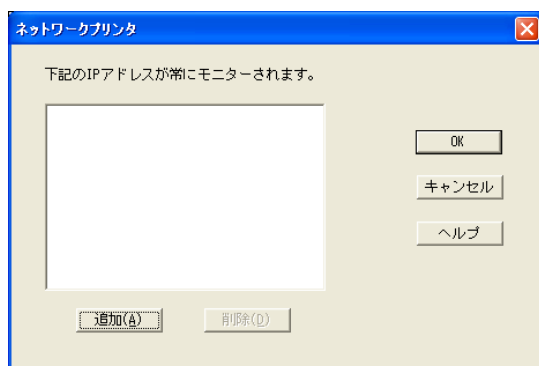 ネットワークプリンタ
下記のIPアドレスが常にモニターされます。
OK
キャンセル
ヘルプ
追加(A)
削除(D)